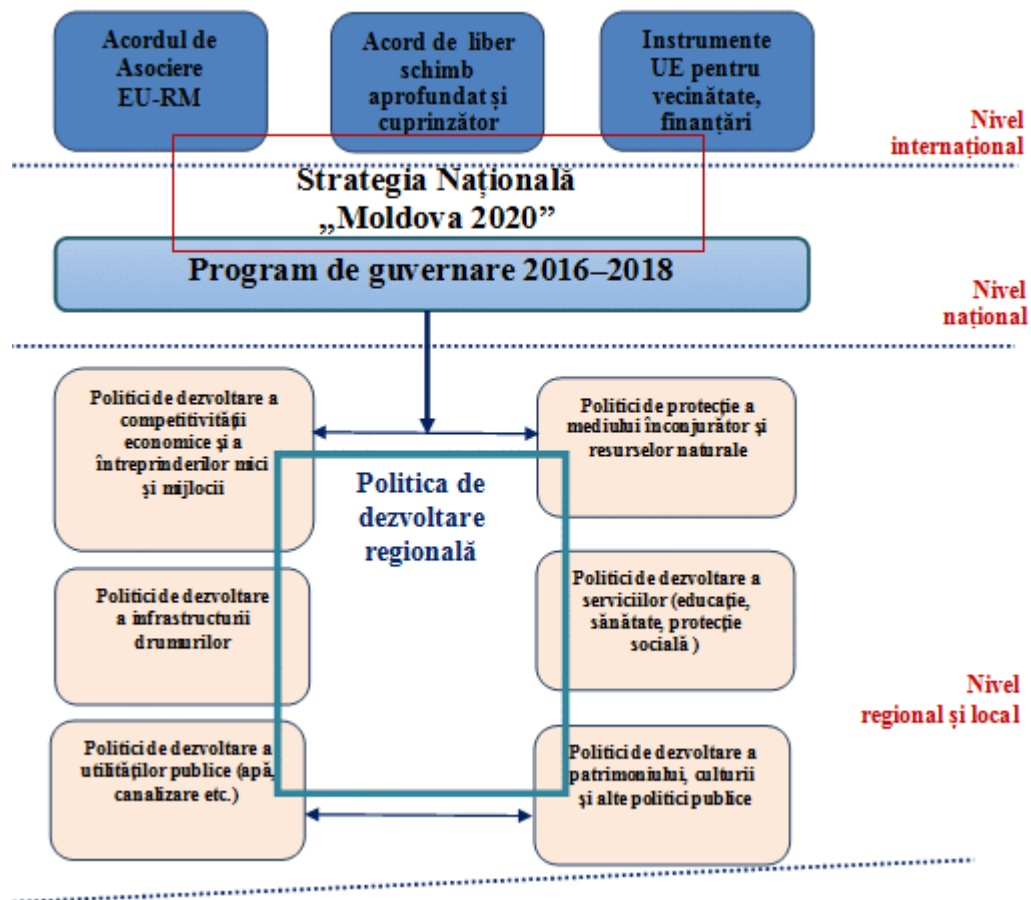 Acordul de
Asociere
EU-RM
Acord de liber
schimb
aprofundat și
cuprinzător
Instrumente
UE pentru
vecinătate,
finanțări
Nivel
internațional
Strategia Națională
„Moldova 2020”
Program de guvernare 2016–2018
Nivel
național
Politici de dezvoltare a
competitivității
economice și a
întreprinderilor mici
și mijlocii
Politici de protecție a
mediului înconjurător și
resurselor naturale
Politica de
dezvoltare
regională
Politici de dezvoltare
a infrastructurii
drumurilor
Politici de dezvoltare a
serviciilor (educație,
sănătate, protecție
socială )
Nivel
regional și local
Politici de dezvoltare a
utilităților publice (apă,
canalizare etc.)
Politici de dezvoltare a
patrimoniului, culturii
și alte politici publice